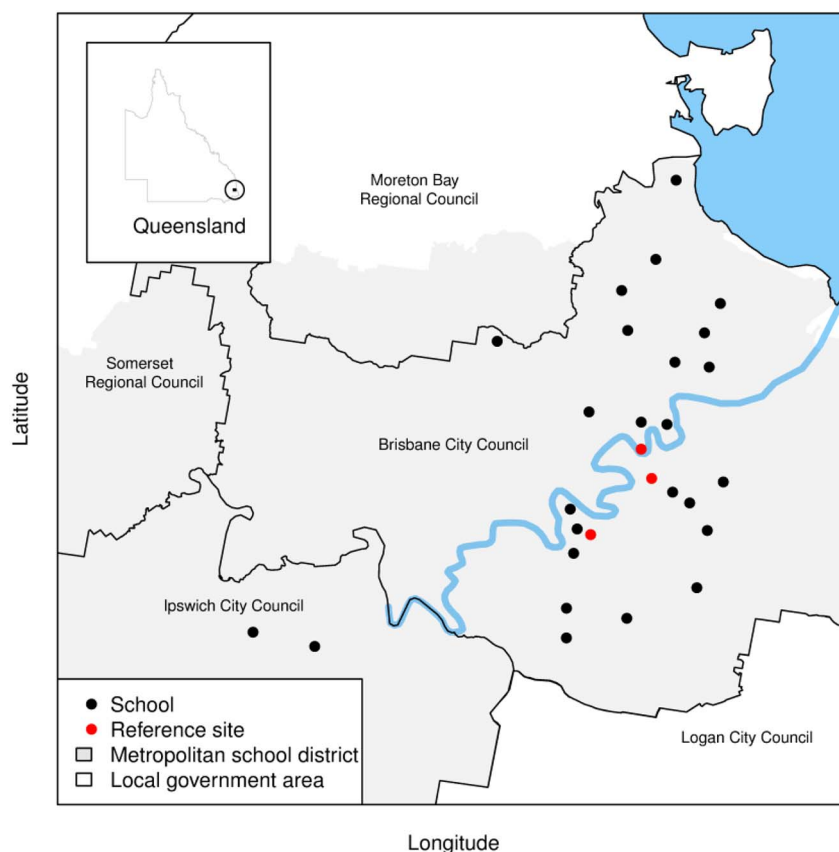 Queensland
Moreton Bay
Regional Council
Somerset
Regional Council
Brisbane City Council
Ipswich City Council
Logan City Council
School
Reference site
Metropolitan school district
Local government area
Latitude
Longitude